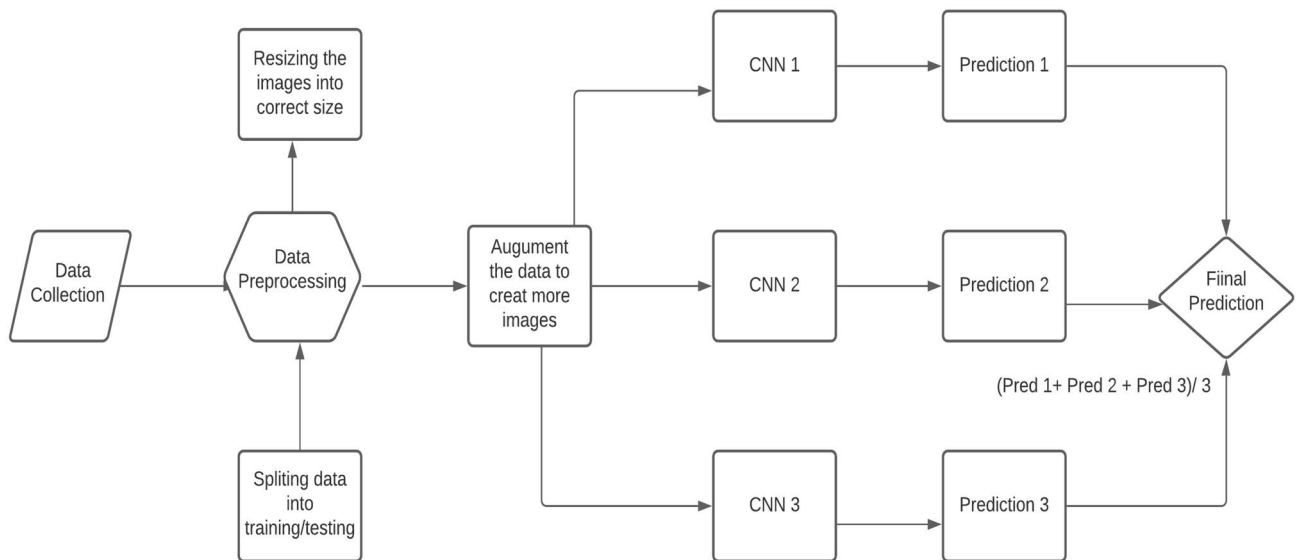 Data
Collection
Resizing the
images into
correct size
Data
Preprocessing
Spliting data
into
training/testing
Augument
the data to
creat more
images
CNN 1
Prediction 1
CNN 2
Prediction 2
CNN 3
Prediction 3
Fiinal
Prediction
(Pred 1+ Pred 2 + Pred 3)/ 3